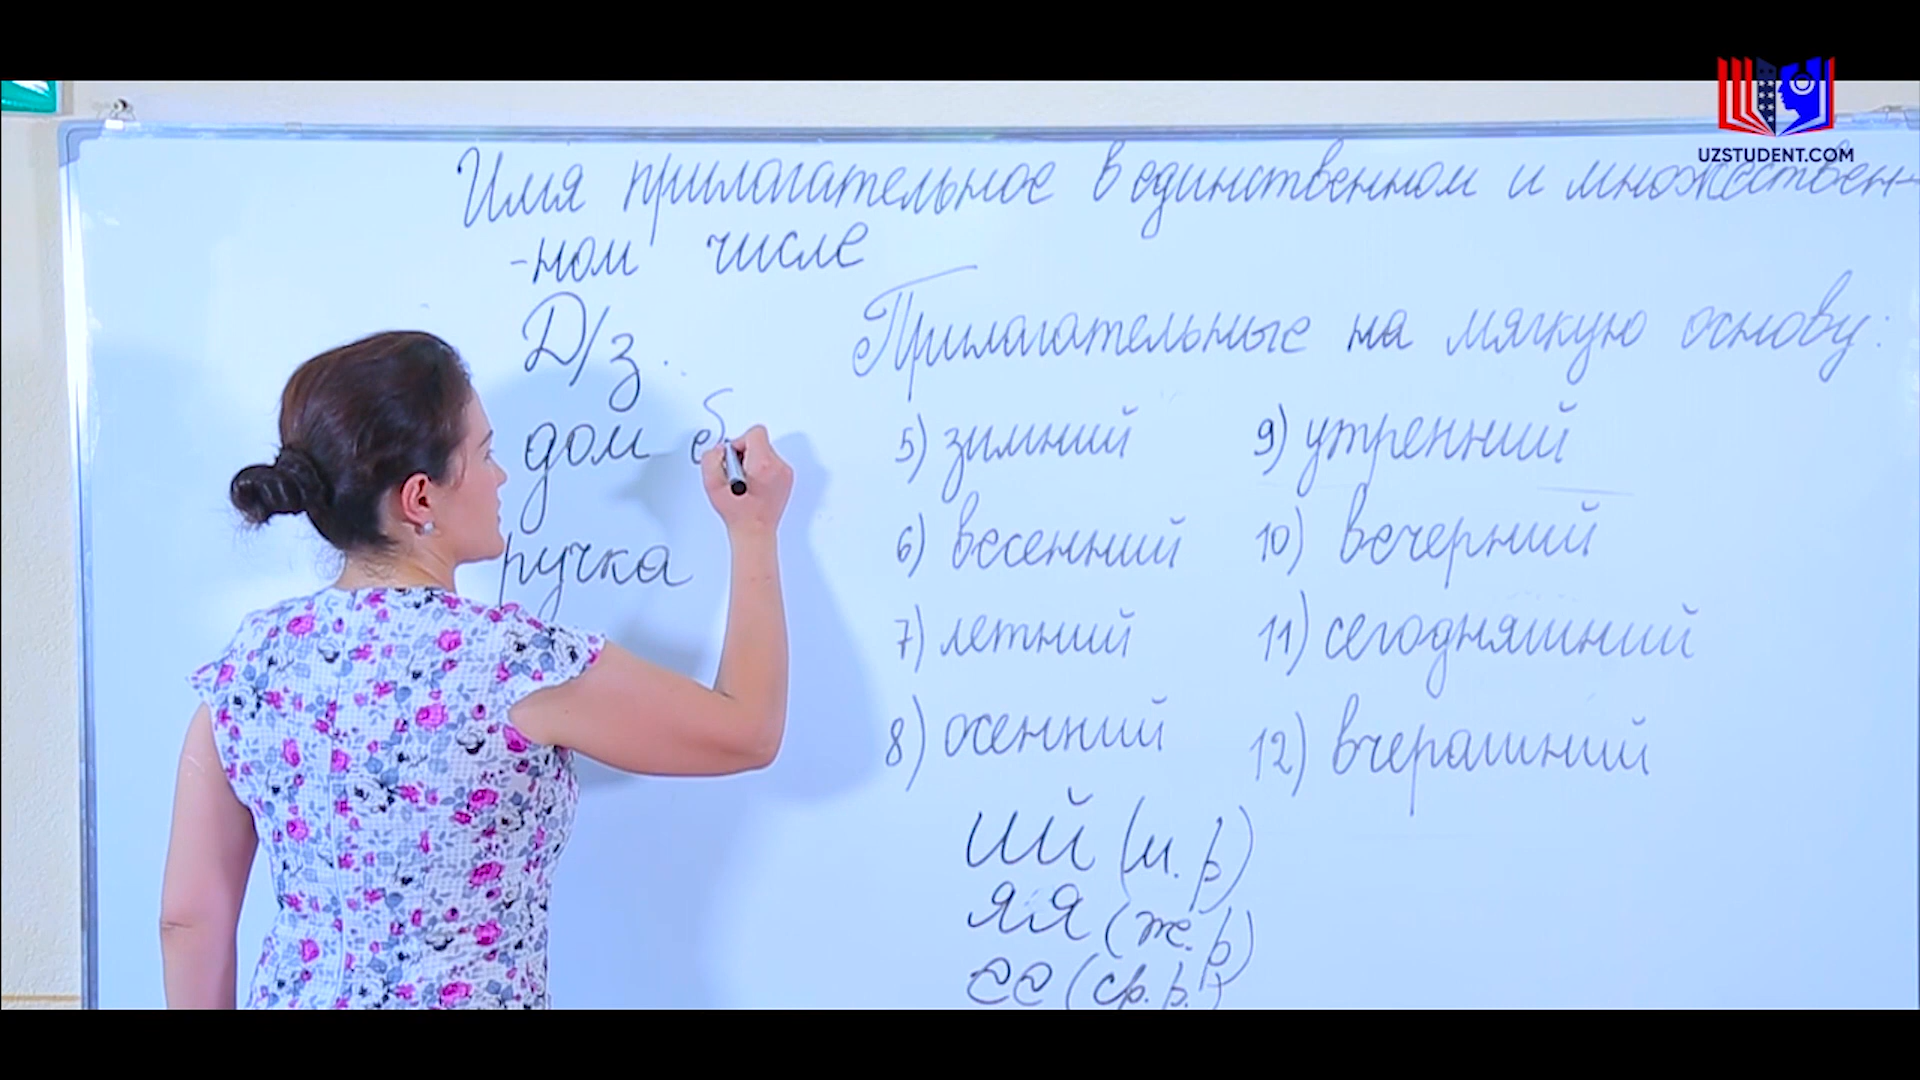 UZSTUDENT.COM
Имя прилагательное в единственном и множествен-
-ном числе
Д/з.
Прилагательные на мягкую основу:
дом
ручка
5) зимний
6) весенний
7) летний
8) осенний
9) утренний
10) вечерний
11) сегодняшний
12) вчерашний
ИЙ (м. р)
ЯЯ (ж. р)
ЕЕ (ср. р.)